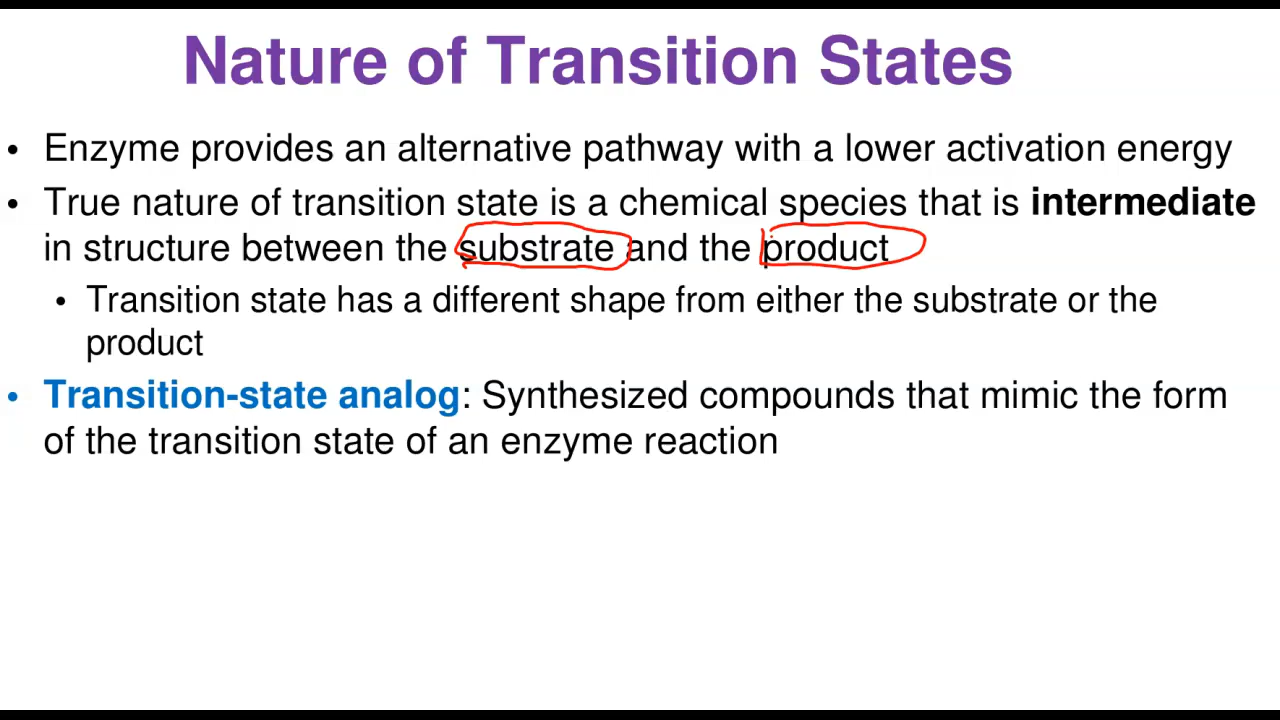 Nature of Transition States
• Enzyme provides an alternative pathway with a lower activation energy
• True nature of transition state is a chemical species that is intermediate
in structure between the substrate and the product
• Transition state has a different shape from either the substrate or the
product
• Transition-state analog: Synthesized compounds that mimic the form
of the transition state of an enzyme reaction